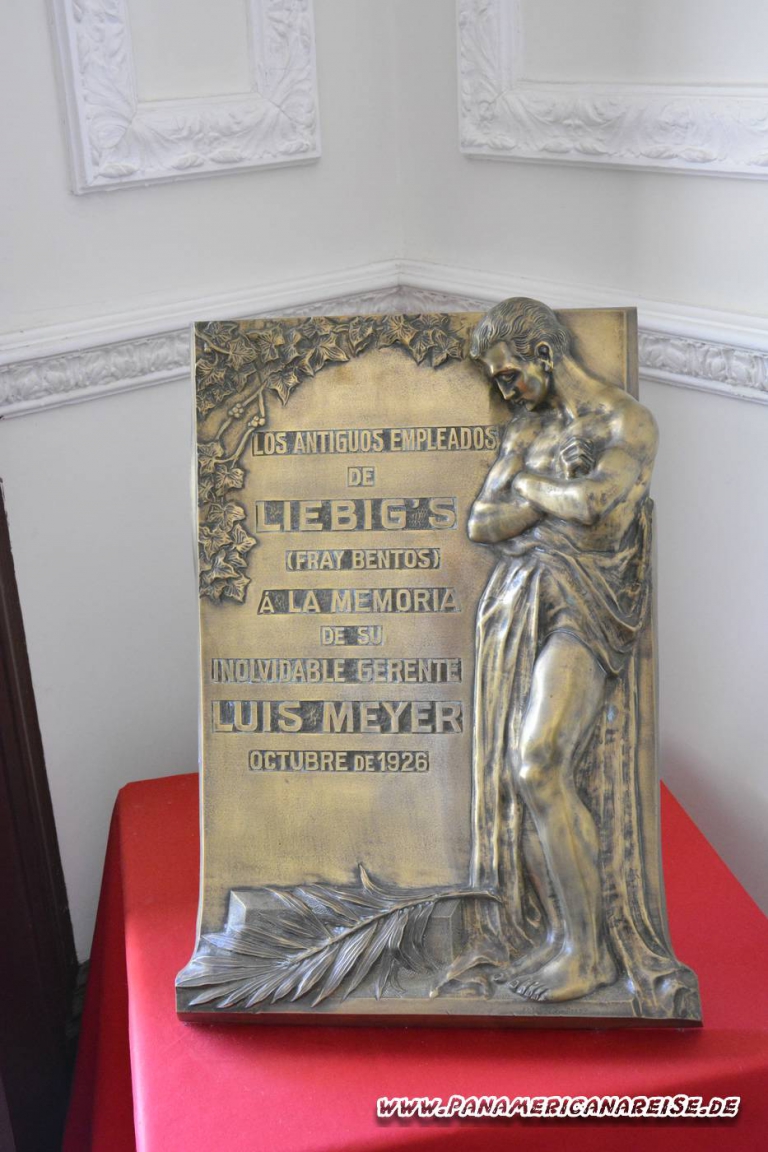 LOS ANTIGUOS EMPLEADOS
DE
LIEBIG'S
(FRAY BENTOS)
A LA MEMORIA
DE SU
INOLVIDABLE GERENTE
LUIS MEYER
OCTUBRE DE 1926
WWW.PANAMERICANAREISE.DE